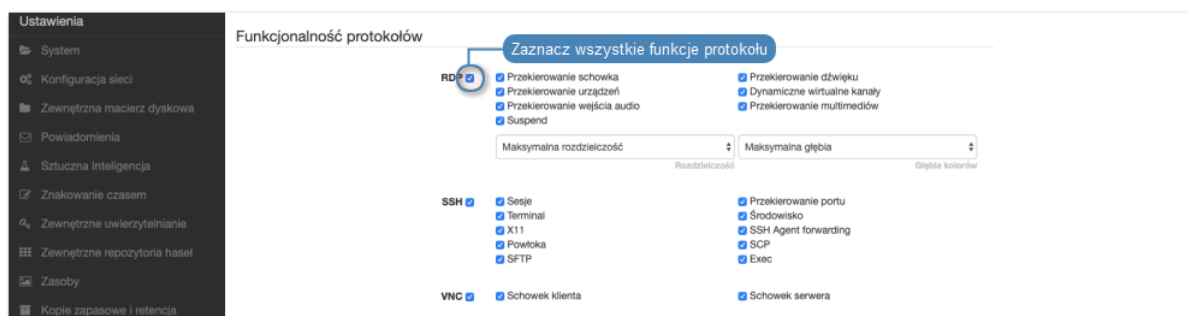 Ustawienia
System
Konfiguracja sieci
Zewnętrzna macierz dyskowa
Powiadomienia
Sztuczna Inteligencja
Znakowanie czasem
Zewnętrzne uwierzytelnianie
Zewnętrzne repozytoria haseł
Zasoby
Kopie zapasowe i retencja
Funkcjonalność protokołów
Zaznacz wszystkie funkcje protokołu
RDP
Przekierowanie schowka
Przekierowanie dźwięku
Przekierowanie urządzeń
Dynamiczne wirtualne kanały
Przekierowanie wejścia audio
Przekierowanie multimediów
Suspend
Maksymalna rozdzielczość
Maksymalna głębia
Rozdzielczość
Głębia kolorów
SSH
Sesje
Przekierowanie portu
Terminal
Środowisko
X11
SSH Agent forwarding
Powłoka
SCP
SFTP
Exec
VNC
Schowek klienta
Schowek serwera